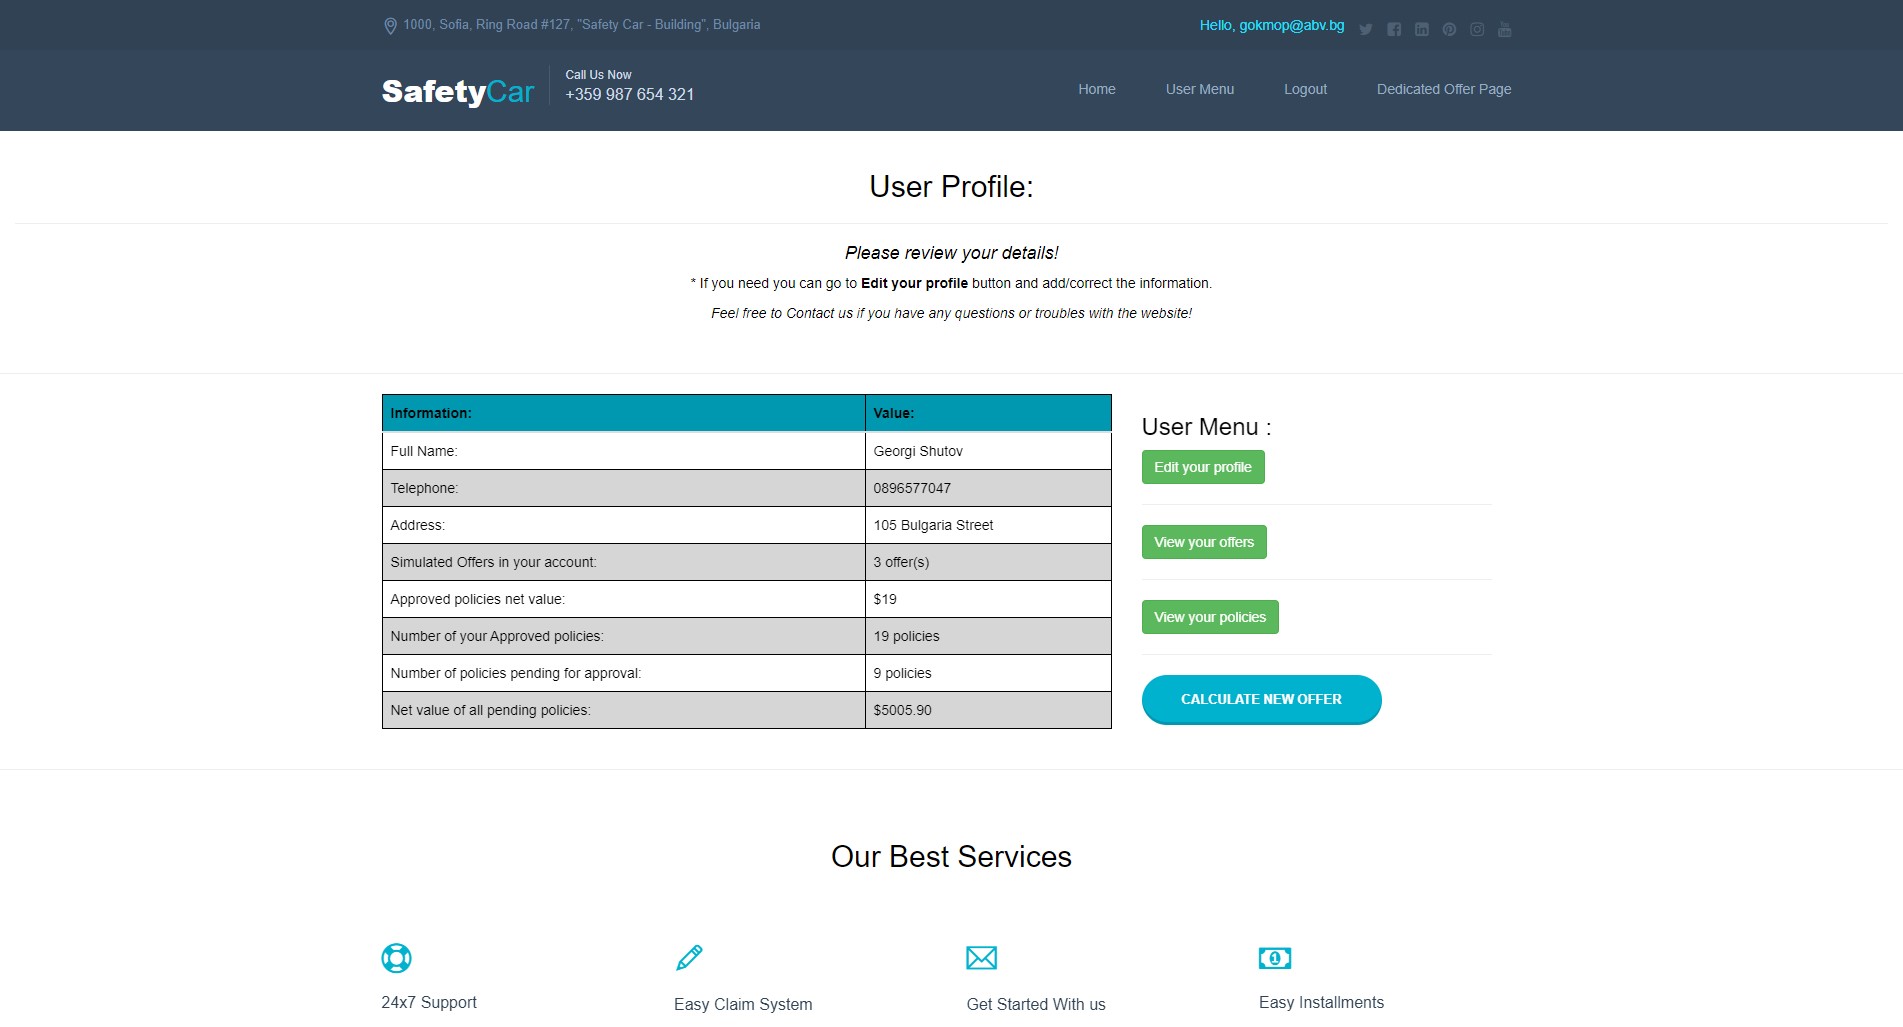 1000, Sofia, Ring Road #127, "Safety Car - Building", Bulgaria
Hello, gokmop@abv.bg
SafetyCar
Call Us Now
+359 987 654 321
Home
User Menu
Logout
Dedicated Offer Page
User Profile:
Please review your details!
* If you need you can go to Edit your profile button and add/correct the information.
Feel free to Contact us if you have any questions or troubles with the website!
Information: Value:
Full Name: Georgi Shutov
Telephone: 0896577047
Address: 105 Bulgaria Street
Simulated Offers in your account: 3 offer(s)
Approved policies net value: $19
Number of your Approved policies: 19 policies
Number of policies pending for approval: 9 policies
Net value of all pending policies: $5005.90
User Menu :
Edit your profile
View your offers
View your policies
CALCULATE NEW OFFER
Our Best Services
24x7 Support
Easy Claim System
Get Started With us
Easy Installments